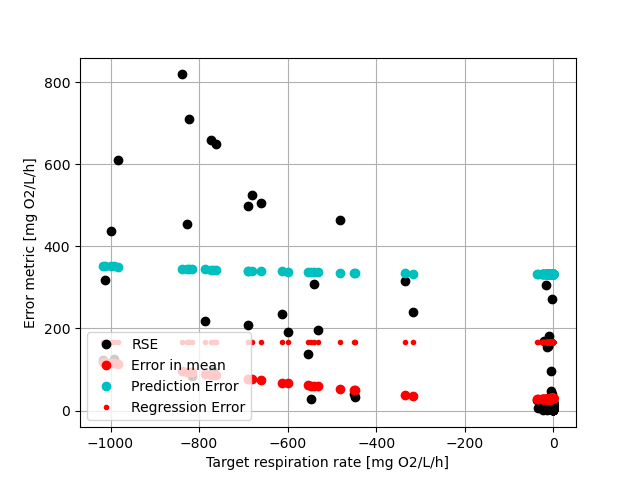 800
600
400
200
0
Error metric [mg O2/L/h]
RSE
Error in mean
Prediction Error
Regression Error
−1000 −800 −600 −400 −200 0
Target respiration rate [mg O2/L/h]